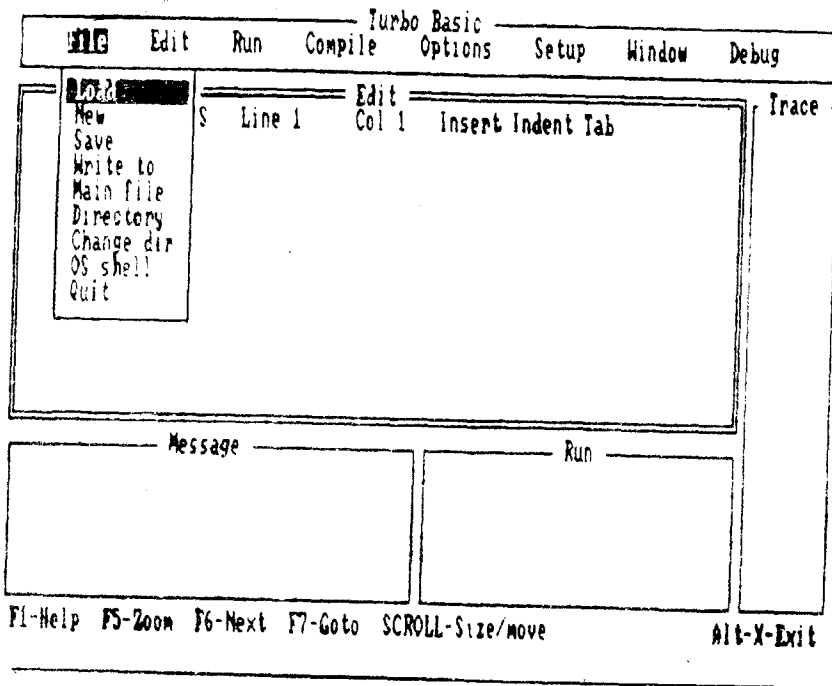 Turbo Basic
File Edit Run Compile Options Setup Window Debug
Edit
Trace
Load
S Line 1 Col 1 Insert Indent Tab
New
Save
Write to
Main file
Directory
Change dir
OS shell
Quit
Message
Run
F1-Help F5-Zoom F6-Next F7-Goto SCROLL-Size/move Alt-X-Exit